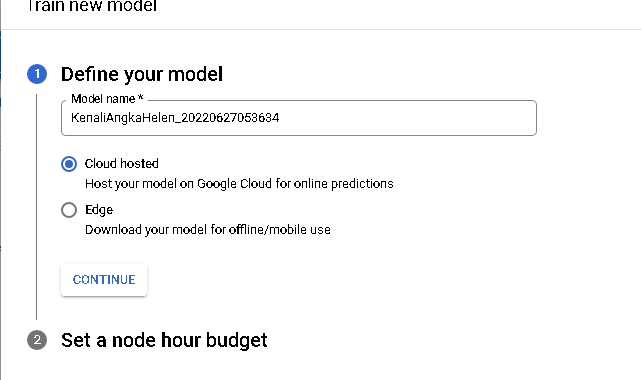 Train new model
1 Define your model
Model name *
KenaliAngkaHelen_20220627053634
Cloud hosted
Host your model on Google Cloud for online predictions
Edge
Download your model for offline/mobile use
CONTINUE
2 Set a node hour budget